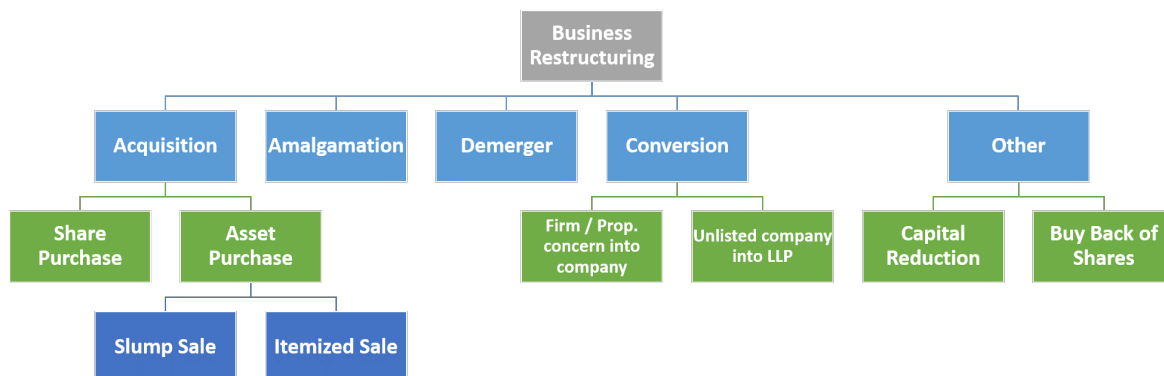 Business
Restructuring
Acquisition
Amalgamation
Demerger
Conversion
Other
Share
Purchase
Asset
Purchase
Firm / Prop.
concern into
company
Unlisted company
into LLP
Capital
Reduction
Buy Back of
Shares
Slump Sale
Itemized Sale